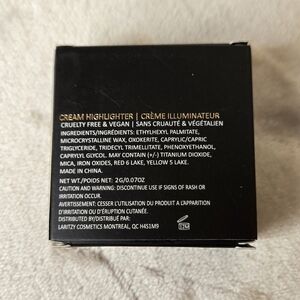 CREAM HIGHLIGHTER | CRÈME ILLUMINATEUR
CRUELTY FREE & VEGAN | SANS CRUAUTÉ & VÉGÉTALIEN
INGREDIENTS/INGRÉDIENTS: ETHYLHEXYL PALMITATE,
MICROCRYSTALLINE WAX, OZOKERITE, CAPRYLIC/CAPRIC
TRIGLYCERIDE, TRIDECYL TRIMELLITATE, PHENOXYETHANOL,
CAPRYLYL GLYCOL. MAY CONTAIN (+/-) TITANIUM DIOXIDE,
MICA, IRON OXIDES, RED 6 LAKE, YELLOW 5 LAKE.
MADE IN CHINA.
NET WT./POIDS NET: 2G/0.07OZ
WARNING/CAUTION: DISCONTINUE USE IF SIGNS OF RASH OR
IRRITATION OCCUR.
AVERTISSEMENT: CESSER L'UTILISATION DU PRODUIT A L'APPARITION
D'IRRITATION OU D'ÉRUPTION CUTANÉE.
DISTRIBUTED BY/DISTRIBUÉ PAR:
LARITZY COSMETICS MONTREAL, QC H4S1M9
12M